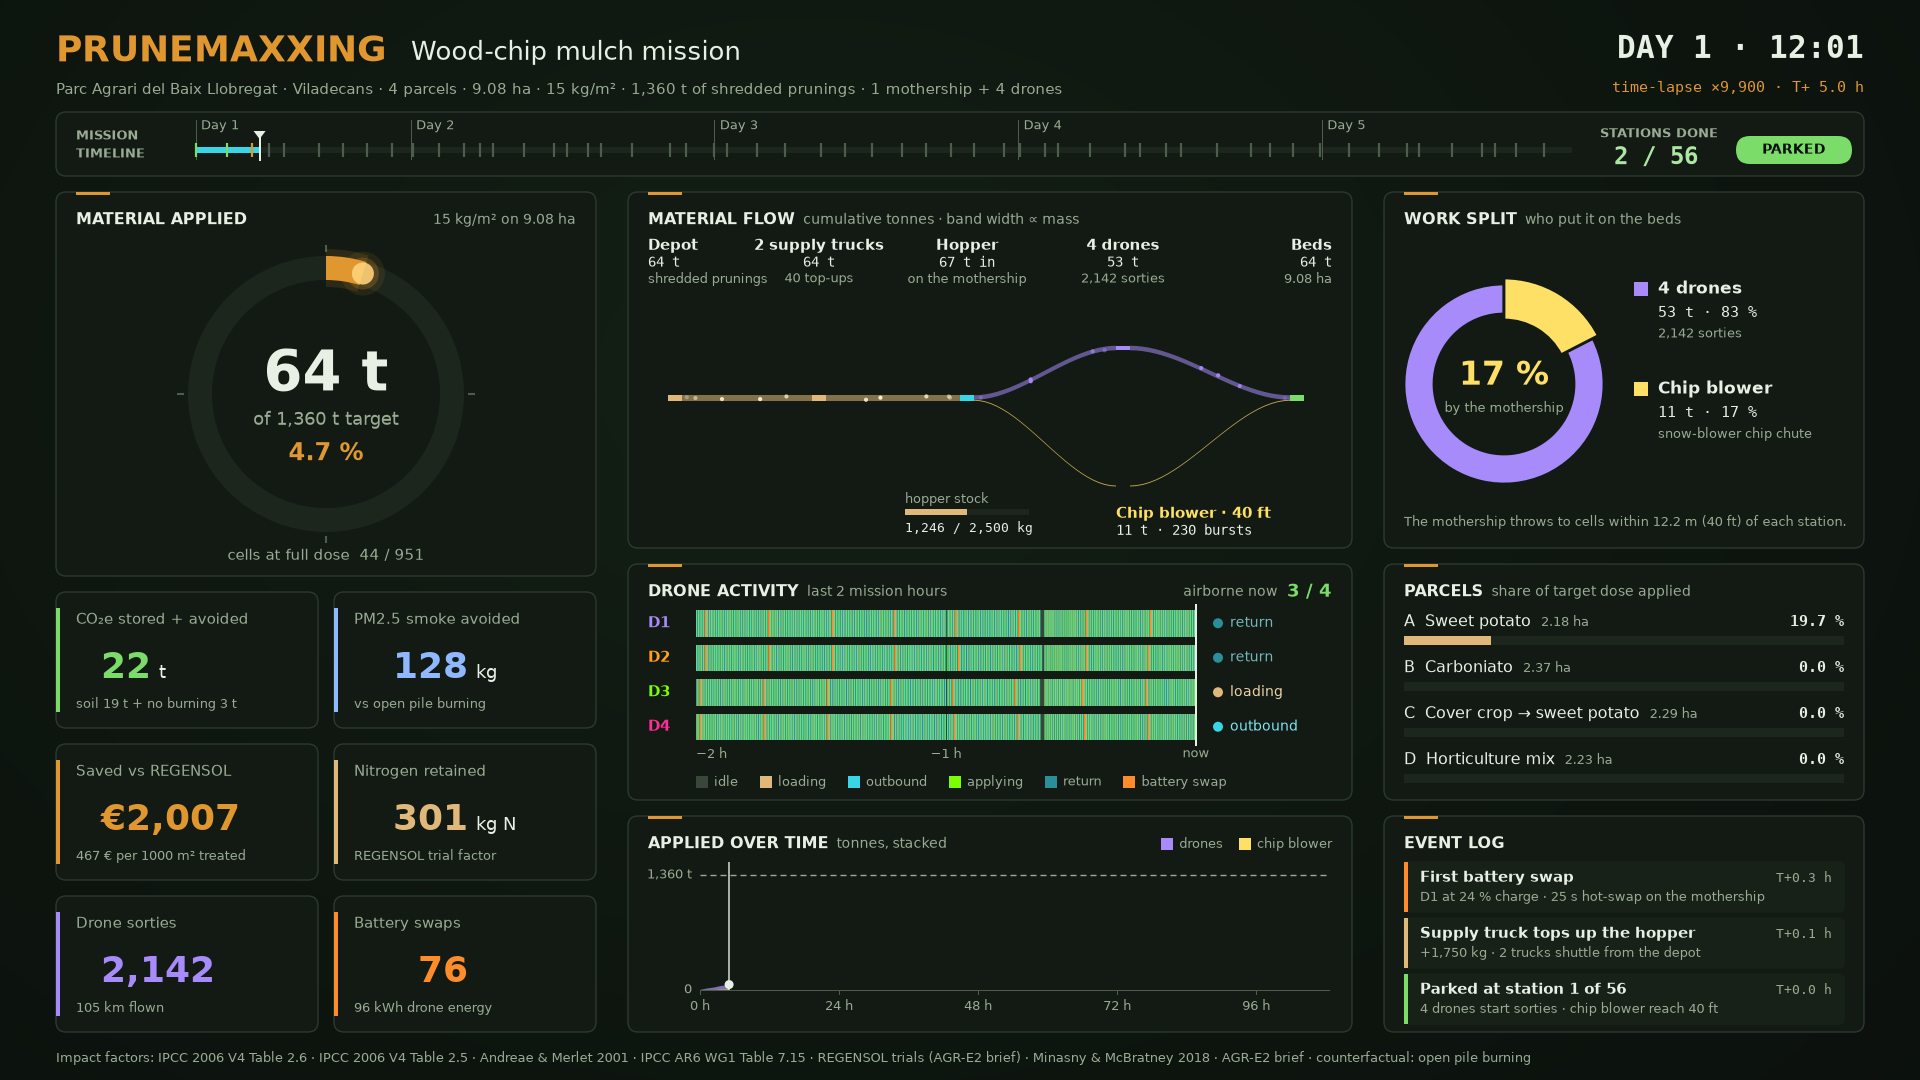 PRUNEMAXXING Wood-chip mulch mission
DAY 1 · 12:01
Parc Agrari del Baix Llobregat · Viladecans · 4 parcels · 9.08 ha · 15 kg/m² · 1,360 t of shredded prunings · 1 mothership + 4 drones
time-lapse ×9,900 · T+ 5.0 h
MISSION
TIMELINE
Day 1
Day 2
Day 3
Day 4
Day 5
STATIONS DONE
2 / 56
PARKED
MATERIAL APPLIED
15 kg/m² on 9.08 ha
64 t
of 1,360 t target
4.7 %
cells at full dose 44 / 951
MATERIAL FLOW cumulative tonnes · band width ∝ mass
Depot
64 t
shredded prunings
2 supply trucks
64 t
40 top-ups
Hopper
67 t in
on the mothership
4 drones
53 t
2,142 sorties
Beds
64 t
9.08 ha
hopper stock
1,246 / 2,500 kg
Chip blower · 40 ft
11 t · 230 bursts
WORK SPLIT who put it on the beds
17 %
by the mothership
4 drones
53 t · 83 %
2,142 sorties
Chip blower
11 t · 17 %
snow-blower chip chute
The mothership throws to cells within 12.2 m (40 ft) of each station.
CO₂e stored + avoided
22 t
soil 19 t + no burning 3 t
PM2.5 smoke avoided
128 kg
vs open pile burning
Saved vs REGENSOL
€2,007
467 € per 1000 m² treated
Nitrogen retained
301 kg N
REGENSOL trial factor
Drone sorties
2,142
105 km flown
Battery swaps
76
96 kWh drone energy
DRONE ACTIVITY last 2 mission hours
airborne now 3 / 4
D1
return
D2
return
D3
loading
D4
outbound
−2 h
−1 h
now
idle
loading
outbound
applying
return
battery swap
APPLIED OVER TIME tonnes, stacked
drones
chip blower
1,360 t
0
0 h
24 h
48 h
72 h
96 h
PARCELS share of target dose applied
A Sweet potato 2.18 ha 19.7 %
B Carboniato 2.37 ha 0.0 %
C Cover crop → sweet potato 2.29 ha 0.0 %
D Horticulture mix 2.23 ha 0.0 %
EVENT LOG
First battery swap T+0.3 h
D1 at 24 % charge · 25 s hot-swap on the mothership
Supply truck tops up the hopper T+0.1 h
+1,750 kg · 2 trucks shuttle from the depot
Parked at station 1 of 56 T+0.0 h
4 drones start sorties · chip blower reach 40 ft
Impact factors: IPCC 2006 V4 Table 2.6 · IPCC 2006 V4 Table 2.5 · Andreae & Merlet 2001 · IPCC AR6 WG1 Table 7.15 · REGENSOL trials (AGR-E2 brief) · Minasny & McBratney 2018 · AGR-E2 brief · counterfactual: open pile burning